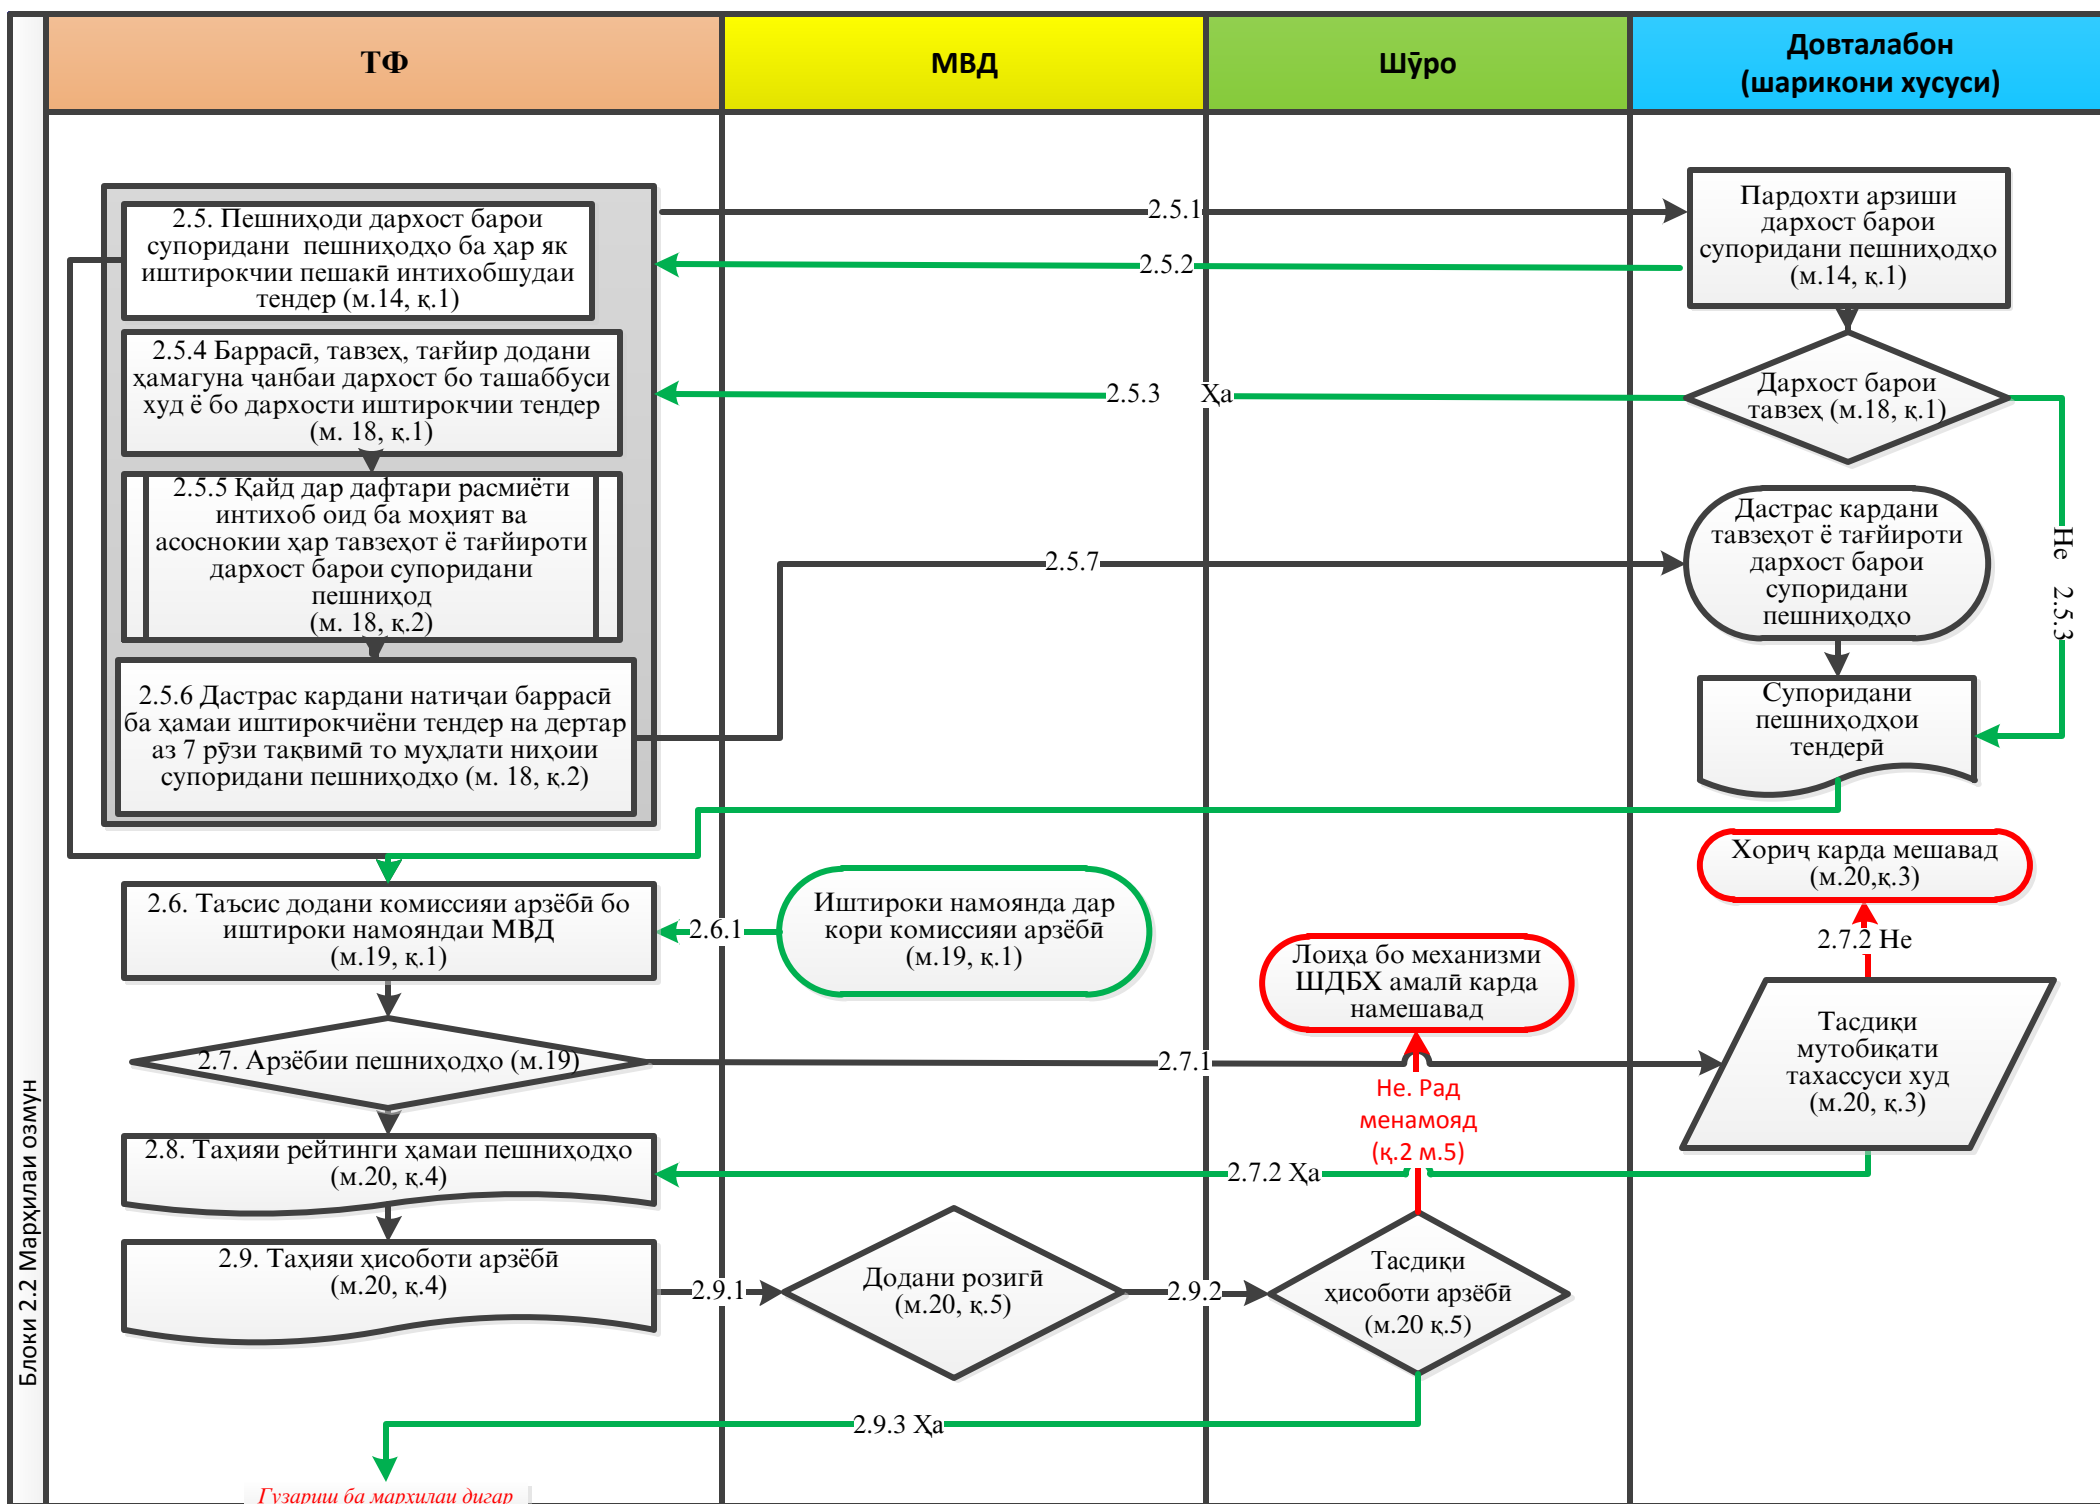 ТФ
МВД
Шӯро
Довталабон
(шарикони хусуси)
Блоки 2.2 Марҳилаи озмун
2.5. Пешниҳоди дархост барои
супоридани пешниҳодҳо ба ҳар як
иштирокчии пешакӣ интихобшудаи
тендер (м.14, қ.1)
2.5.1
2.5.2
Пардохти арзиши
дархост барои
супоридани пешниҳодҳо
(м.14, қ.1)
2.5.4 Баррасӣ, тавзеҳ, тағйир додани
ҳамагуна ҷанбаи дархост бо ташаббуси
худ ё бо дархости иштирокчии тендер
(м. 18, қ.1)
2.5.3
Ҳа
Дархост барои
тавзеҳ (м.18, қ.1)
Не 2.5.3
2.5.5 Қайд дар дафтари расмиёти
интихоб оид ба моҳият ва
асоснокии ҳар тавзеҳот ё тағйироти
дархост барои супоридани
пешниҳод
(м. 18, қ.2)
2.5.7
Дастрас кардани
тавзеҳот ё тағйироти
дархост барои
супоридани
пешниҳодҳо
2.5.6 Дастрас кардани натиҷаи баррасӣ
ба ҳамаи иштирокчиёни тендер на дертар
аз 7 рӯзи тақвимӣ то муҳлати ниҳоии
супоридани пешниҳодҳо (м. 18, қ.2)
Супоридани
пешниҳодҳои
тендерӣ
Хориҷ карда мешавад
(м.20,қ.3)
2.6. Таъсис додани комиссияи арзёбӣ бо
иштироки намояндаи МВД
(м.19, қ.1)
2.6.1
Иштироки намоянда дар
кори комиссияи арзёбӣ
(м.19, қ.1)
Лоиҳа бо механизми
ШДБХ амалӣ карда
намешавад
2.7.2 Не
2.7. Арзёбии пешниҳодҳо (м.19)
2.7.1
Не. Рад
менамояд
(қ.2 м.5)
Тасдиқи
мутобиқати
тахассуси худ
(м.20, қ.3)
2.8. Таҳияи рейтинги ҳамаи пешниҳодҳо
(м.20, қ.4)
2.7.2 Ҳа
2.9. Таҳияи ҳисоботи арзёбӣ
(м.20, қ.4)
2.9.1
Додани розигӣ
(м.20, қ.5)
2.9.2
Тасдиқи
ҳисоботи арзёбӣ
(м.20 қ.5)
2.9.3 Ҳа
Гузариш ба марҳилаи дигар